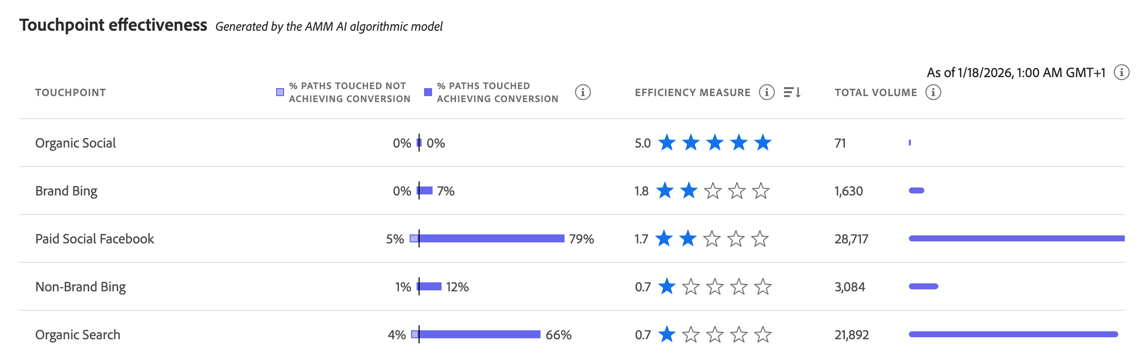 Touchpoint effectiveness Generated by the AMM AI algorithmic model
As of 1/18/2026, 1:00 AM GMT+1
TOUCHPOINT
% PATHS TOUCHED NOT
ACHIEVING CONVERSION
% PATHS TOUCHED
ACHIEVING CONVERSION
EFFICIENCY MEASURE
TOTAL VOLUME
Organic Social 0% 0% 5.0 71
Brand Bing 0% 7% 1.8 1,630
Paid Social Facebook 5% 79% 1.7 28,717
Non-Brand Bing 1% 12% 0.7 3,084
Organic Search 4% 66% 0.7 21,892